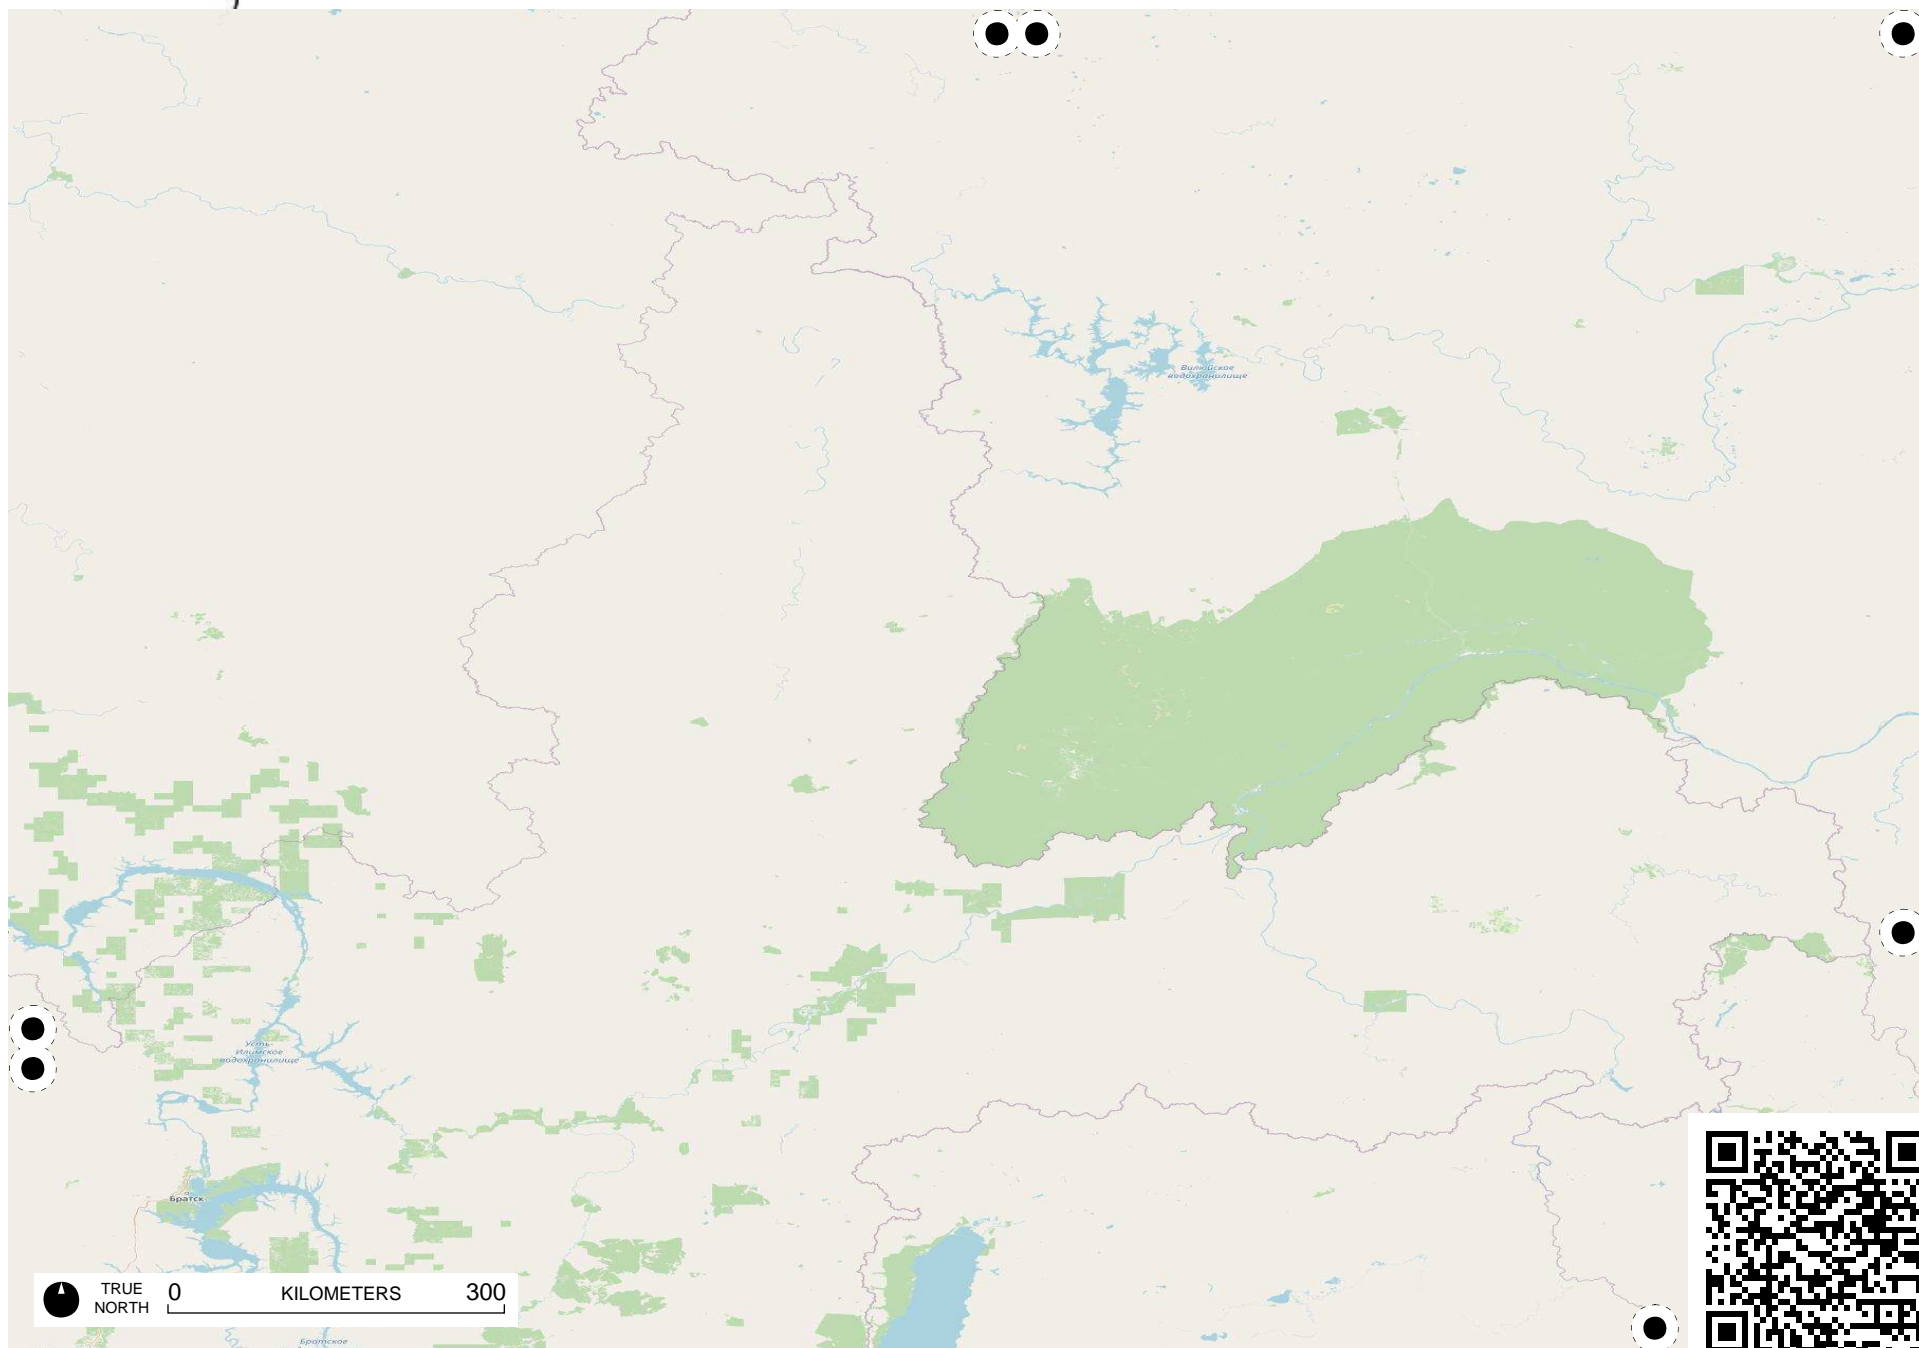 Вилюйское
водохранилище
Усть-
Илимское
водохранилище
Братск
TRUE
NORTH
0 KILOMETERS 300
Братское